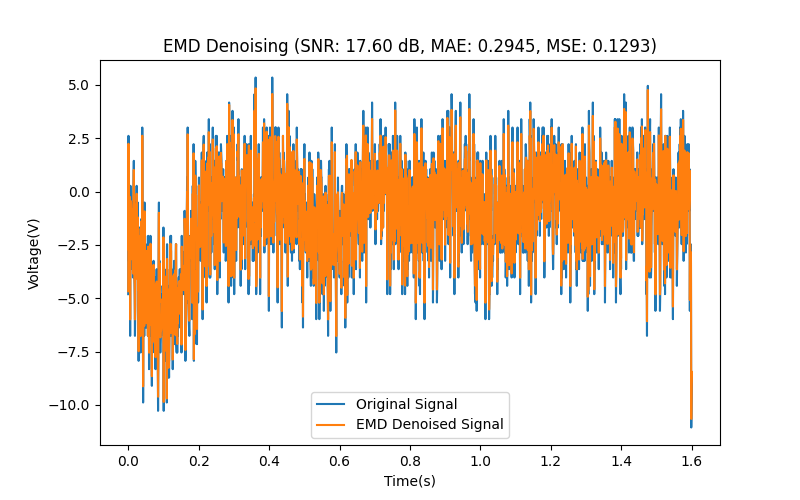 EMD Denoising (SNR: 17.60 dB, MAE: 0.2945, MSE: 0.1293)
5.0
2.5
0.0
−2.5
−5.0
−7.5
−10.0
Voltage(V)
Original Signal
EMD Denoised Signal
0.0 0.2 0.4 0.6 0.8 1.0 1.2 1.4 1.6
Time(s)